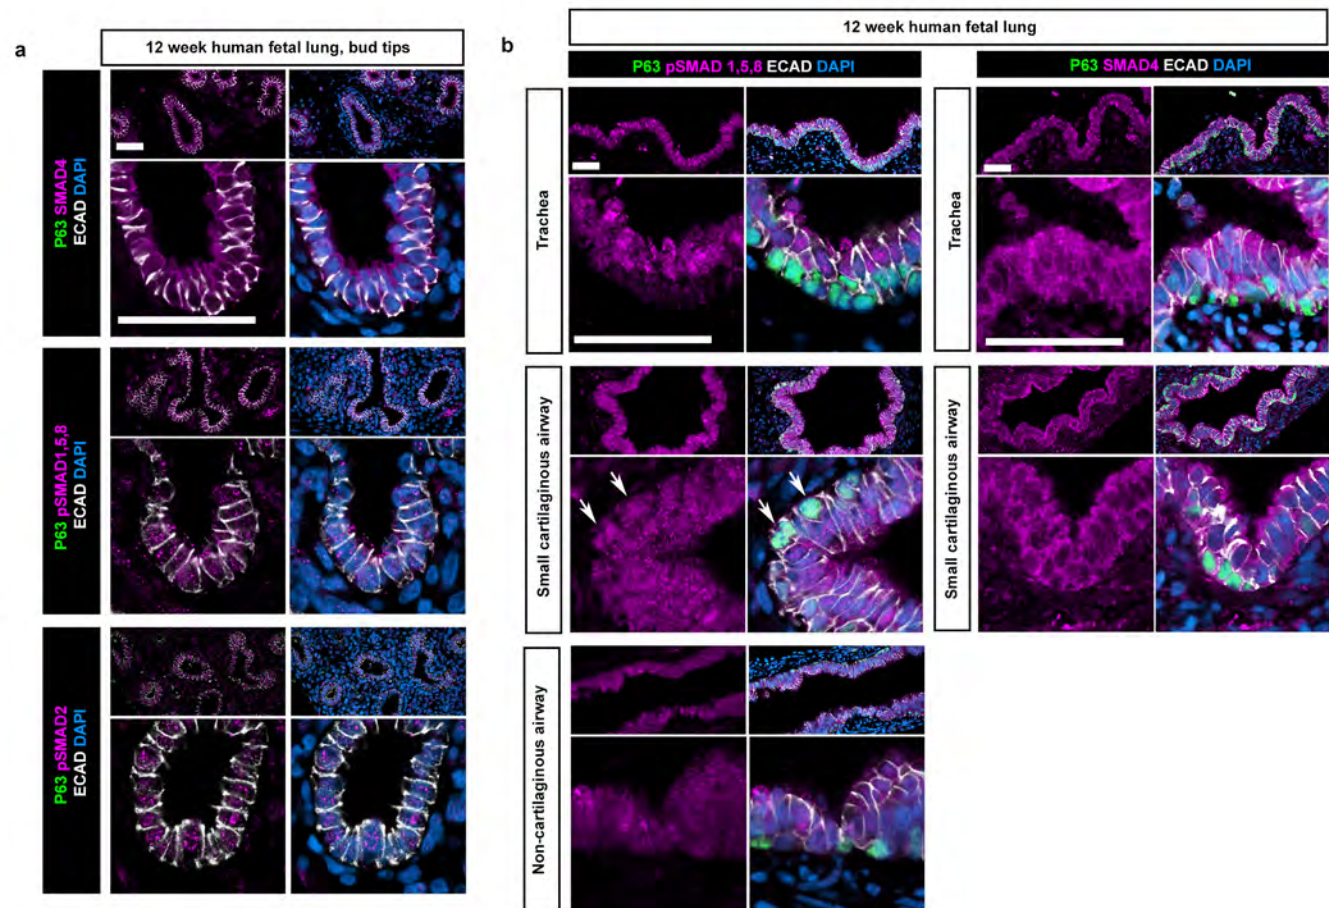 a
12 week human fetal lung, bud tips
P63 SMAD4
ECAD DAPI
P63 pSMAD1,5,8
ECAD DAPI
P63 pSMAD2
ECAD DAPI
b
12 week human fetal lung
P63 pSMAD 1,5,8 ECAD DAPI
P63 SMAD4 ECAD DAPI
Trachea
Trachea
Small cartilaginous airway
Small cartilaginous airway
Non-cartilaginous airway